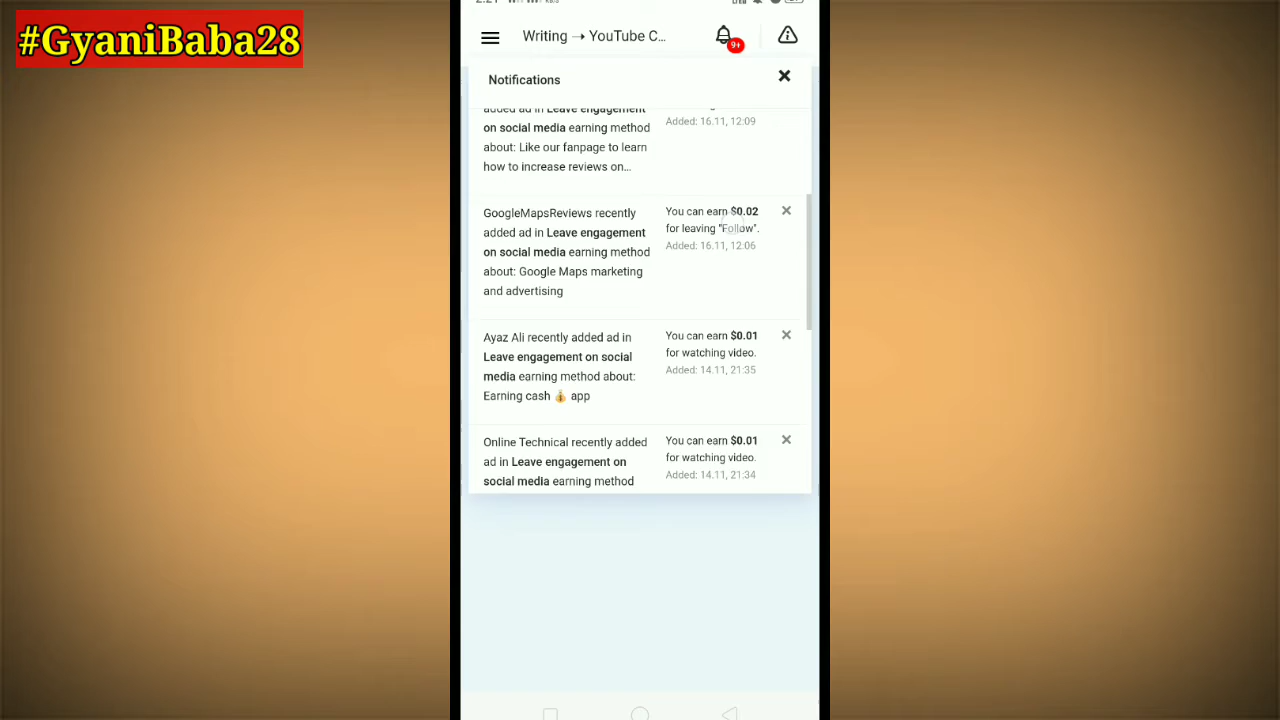 #GyaniBaba28
Writing → YouTube C...
9+
Notifications
added ad in Leave engagement
on social media earning method
about: Like our fanpage to learn
how to increase reviews on...
Added: 16.11, 12:09
GoogleMapsReviews recently
added ad in Leave engagement
on social media earning method
about: Google Maps marketing
and advertising
You can earn $0.02
for leaving "Follow".
Added: 16.11, 12:06
Ayaz Ali recently added ad in
Leave engagement on social
media earning method about:
Earning cash 💰 app
You can earn $0.01
for watching video.
Added: 14.11, 21:35
Online Technical recently added
ad in Leave engagement on
social media earning method
You can earn $0.01
for watching video.
Added: 14.11, 21:34